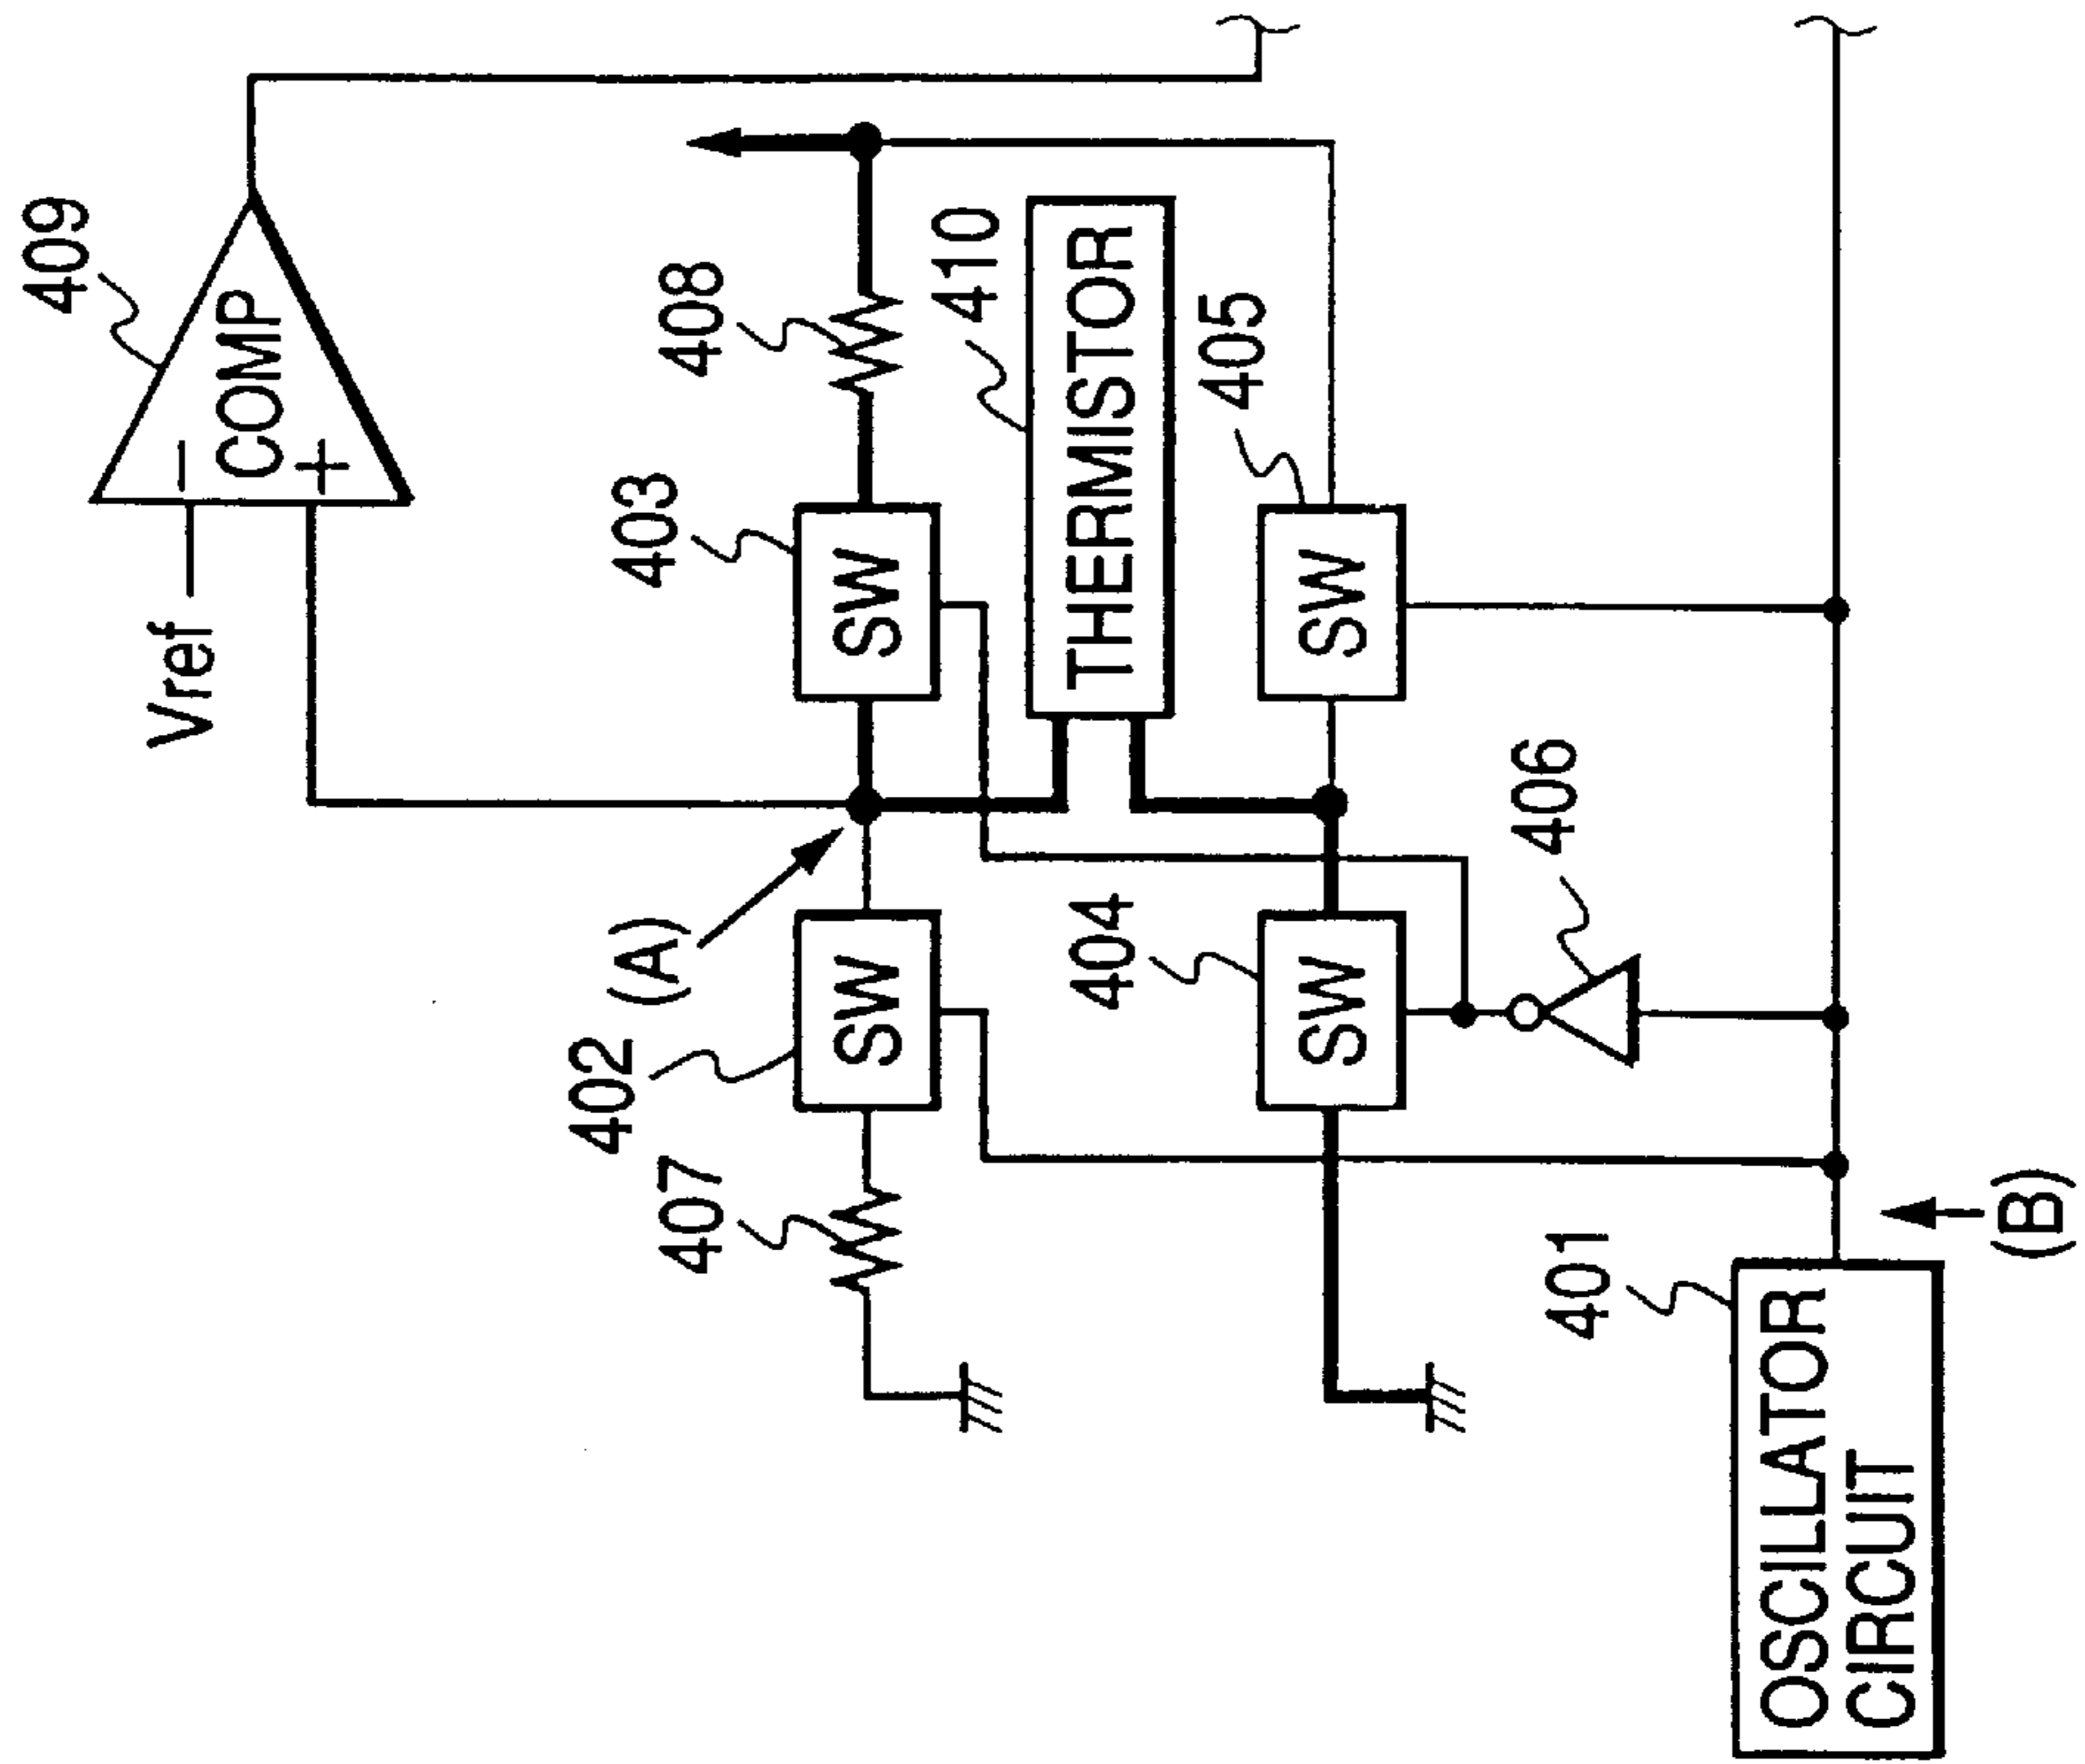 409
COMP
−
+
Vref
408
403
SW
410
THERMISTOR
405
SW
(A)
402
SW
407
404
SW
406
401
OSCILLATOR
CIRCUIT
(B)